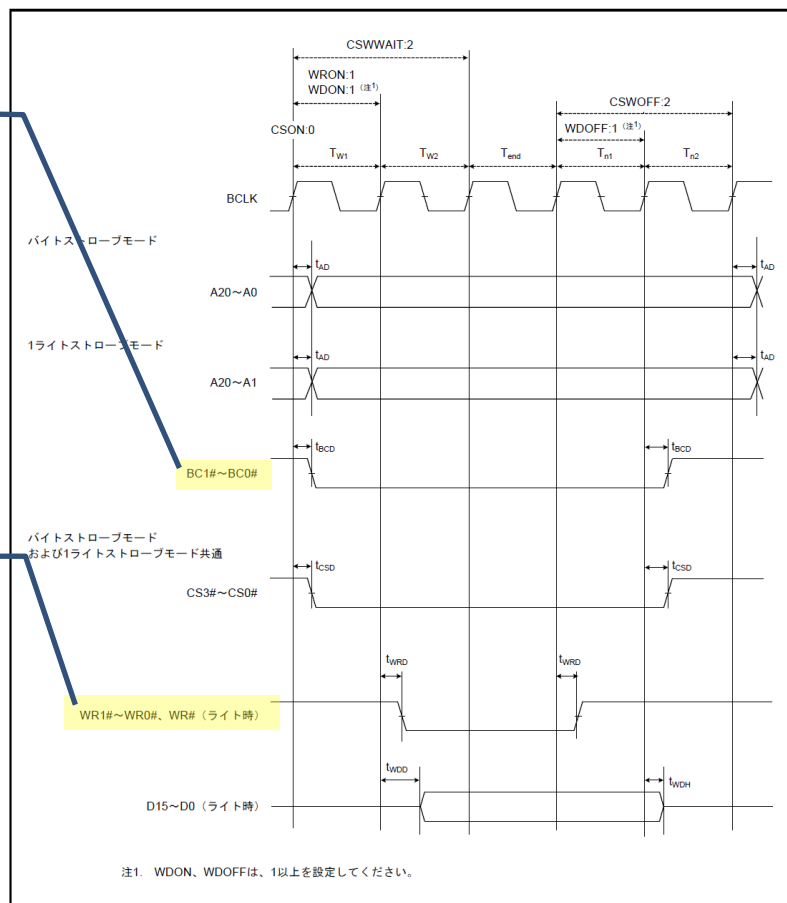 CSWWAIT:2
WRON:1
WDON:1 (注1)
CSWOFF:2
WDOFF:1 (注1)
CSON:0
TW1 TW2 Tend Tn1 Tn2
BCLK
バイトストローブモード
tAD tAD
A20～A0
1ライトストローブモード
tAD tAD
A20～A1
tBCD tBCD
BC1#～BC0#
バイトストローブモード
および1ライトストローブモード共通
tCSD tCSD
CS3#～CS0#
tWRD tWRD
WR1#～WR0#、WR#（ライト時）
tWDD tWDH
D15～D0（ライト時）
注1. WDON、WDOFFは、1以上を設定してください。